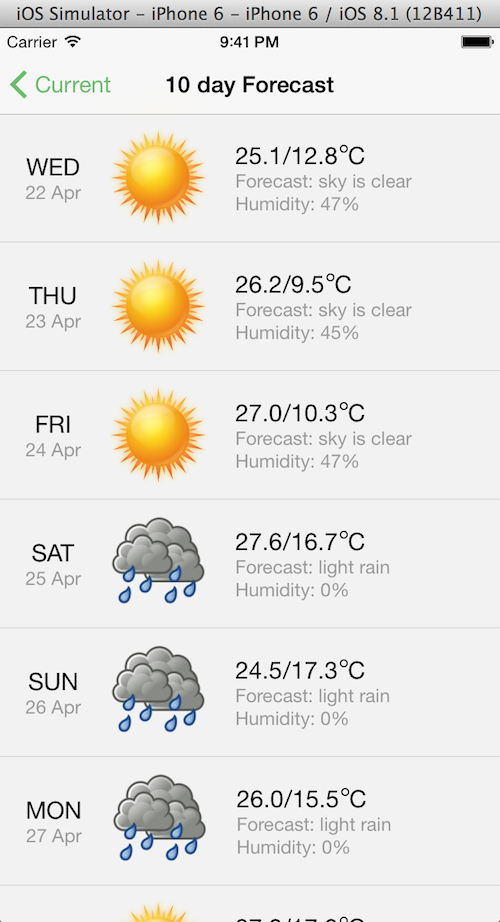 iOS Simulator – iPhone 6 – iPhone 6 / iOS 8.1 (12B411)
Carrier 9:41 PM
Current 10 day Forecast
WED
22 Apr
25.1/12.8°C
Forecast: sky is clear
Humidity: 47%
THU
23 Apr
26.2/9.5°C
Forecast: sky is clear
Humidity: 45%
FRI
24 Apr
27.0/10.3°C
Forecast: sky is clear
Humidity: 47%
SAT
25 Apr
27.6/16.7°C
Forecast: light rain
Humidity: 0%
SUN
26 Apr
24.5/17.3°C
Forecast: light rain
Humidity: 0%
MON
27 Apr
26.0/15.5°C
Forecast: light rain
Humidity: 0%